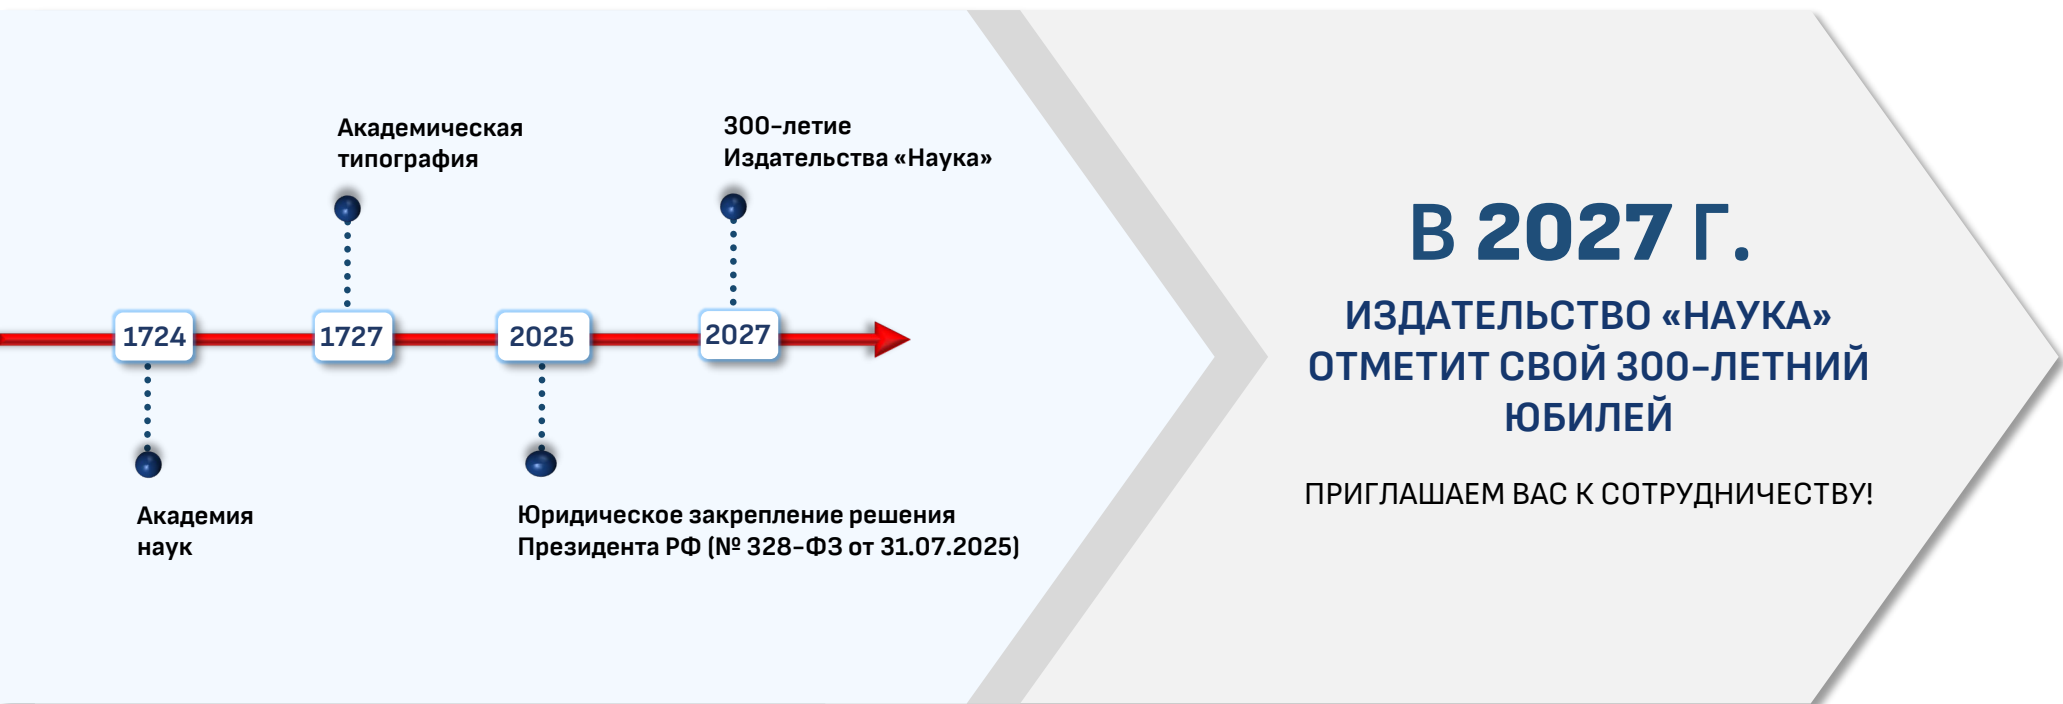 Академическая
типография
300-летие
Издательства «Наука»
1724
1727
2025
2027
Академия
наук
Юридическое закрепление решения
Президента РФ (№ 328-ФЗ от 31.07.2025)
В 2027 Г.
ИЗДАТЕЛЬСТВО «НАУКА»
ОТМЕТИТ СВОЙ 300-ЛЕТНИЙ
ЮБИЛЕЙ
ПРИГЛАШАЕМ ВАС К СОТРУДНИЧЕСТВУ!